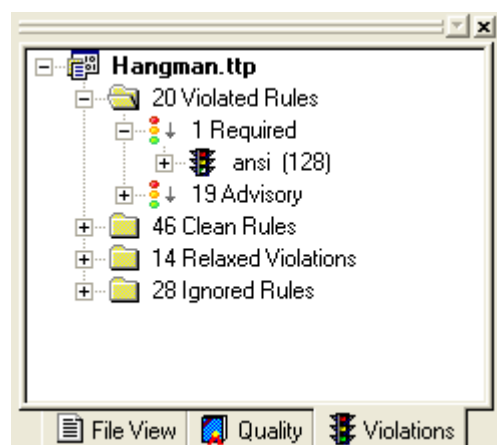 Hangman.ttp
20 Violated Rules
1 Required
ansi (128)
19 Advisory
46 Clean Rules
14 Relaxed Violations
28 Ignored Rules
File View Quality Violations